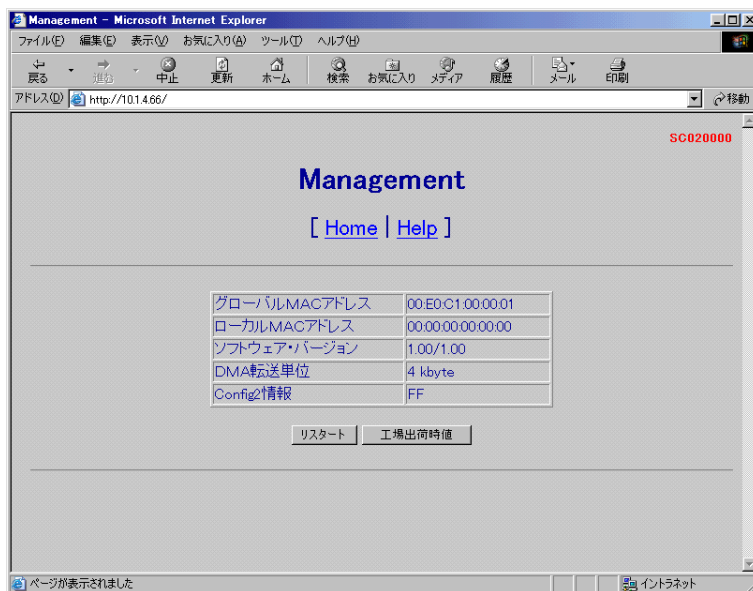 Management - Microsoft Internet Explorer
ファイル(F) 編集(E) 表示(V) お気に入り(A) ツール(T) ヘルプ(H)
戻る 進む 中止 更新 ホーム 検索 お気に入り メディア 履歴 メール 印刷
アドレス(D) http://10.1.4.66/ 移動
SC020000
Management
[ Home | Help ]
グローバルMACアドレス 00:E0:C1:00:00:01
ローカルMACアドレス 00:00:00:00:00:00
ソフトウェア・バージョン 1.00/1.00
DMA転送単位 4 kbyte
Config2情報 FF
リスタート 工場出荷時値
ページが表示されました イントラネット